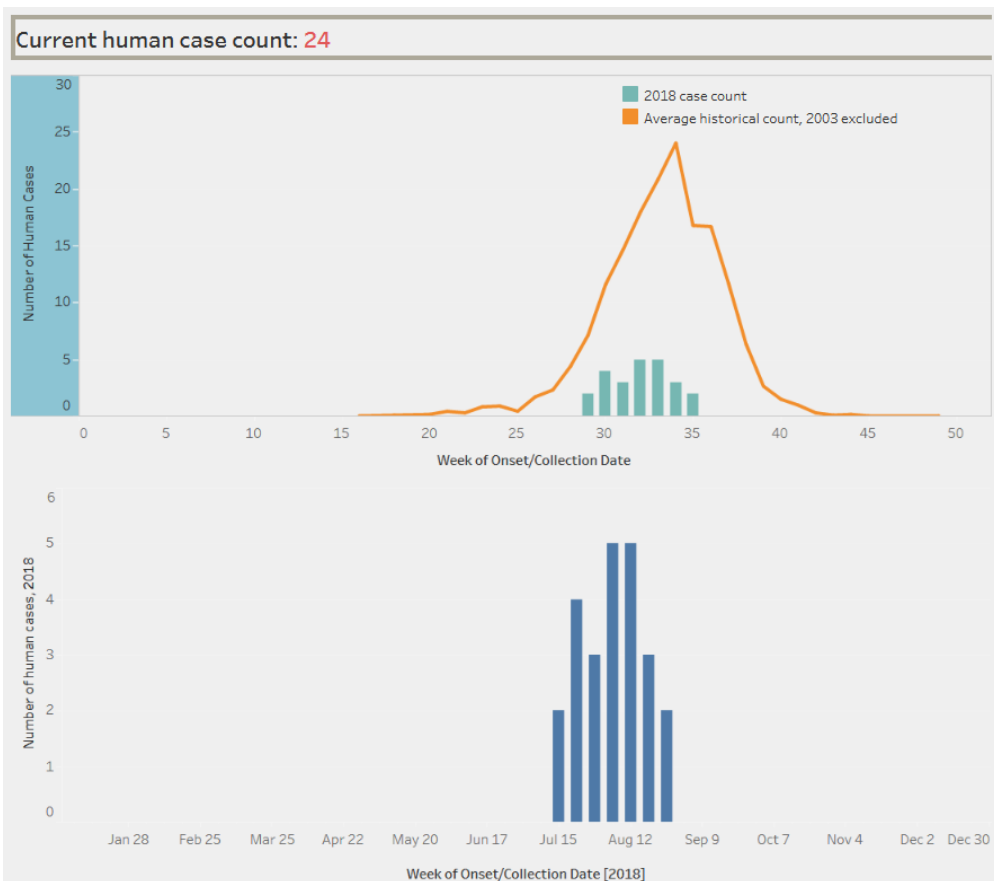 Current human case count: 24
30
25
20
15
10
5
0
Number of Human Cases
2018 case count
Average historical count, 2003 excluded
0 5 10 15 20 25 30 35 40 45 50
Week of Onset/Collection Date
6
5
4
3
2
1
0
Number of human cases, 2018
Jan 28 Feb 25 Mar 25 Apr 22 May 20 Jun 17 Jul 15 Aug 12 Sep 9 Oct 7 Nov 4 Dec 2 Dec 30
Week of Onset/Collection Date [2018]